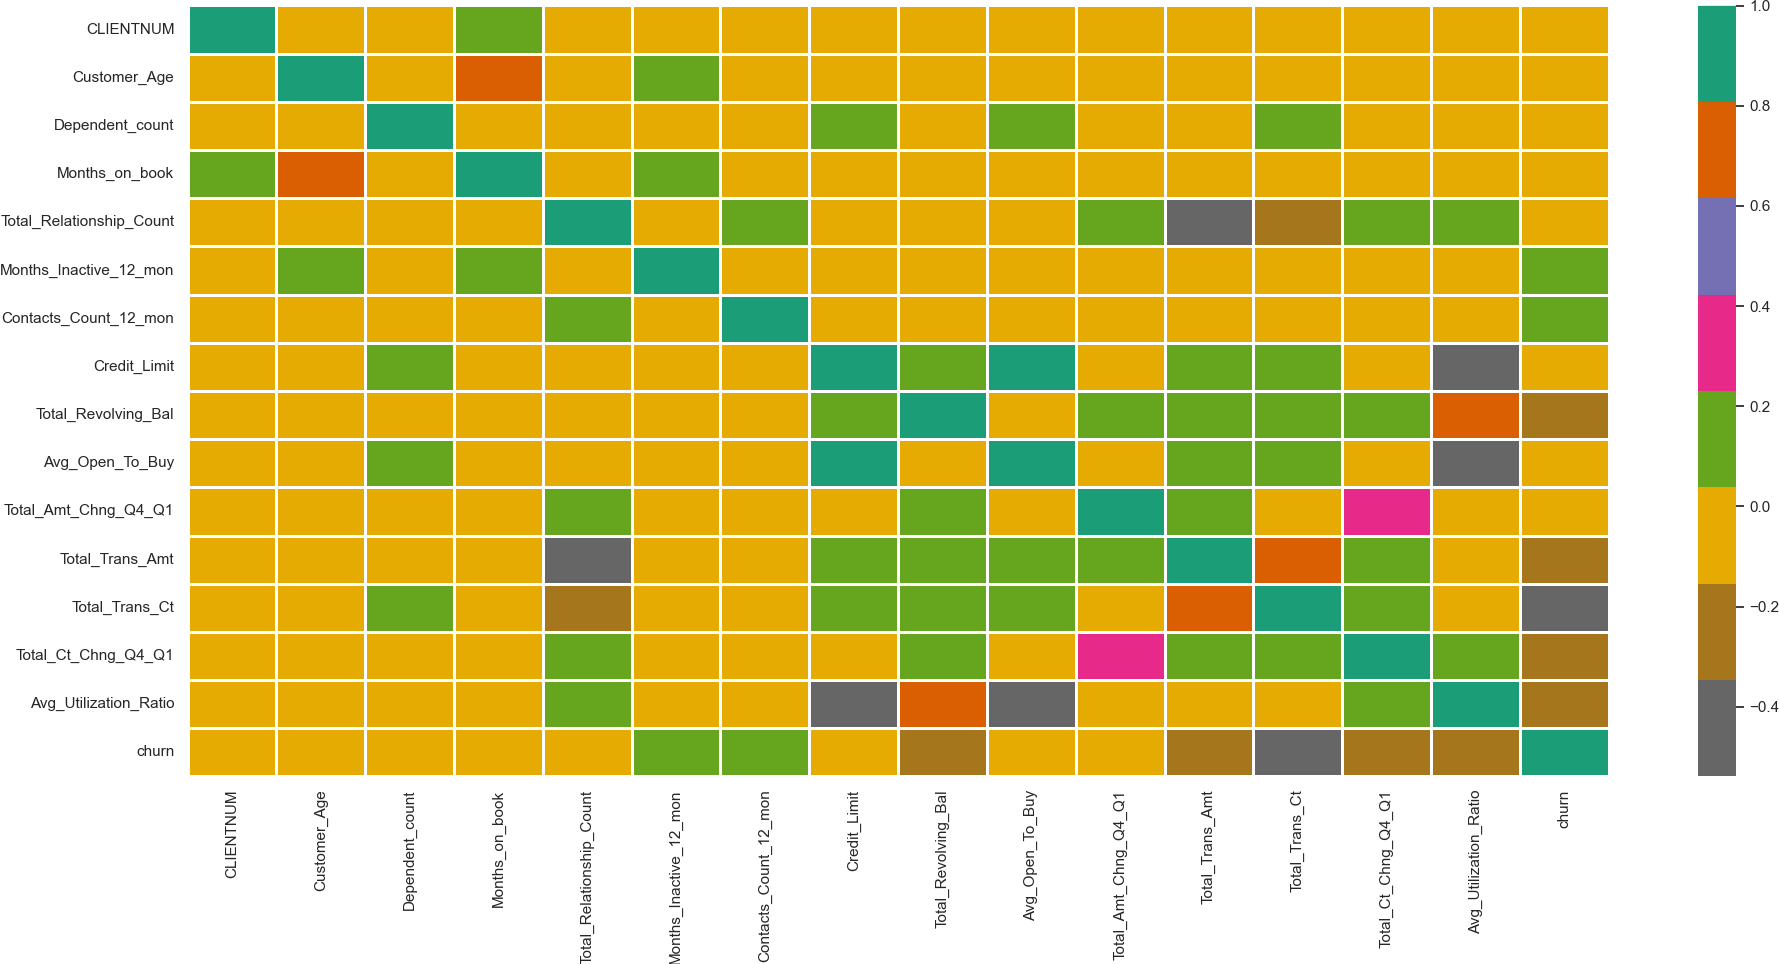 CLIENTNUM
Customer_Age
Dependent_count
Months_on_book
Total_Relationship_Count
Months_Inactive_12_mon
Contacts_Count_12_mon
Credit_Limit
Total_Revolving_Bal
Avg_Open_To_Buy
Total_Amt_Chng_Q4_Q1
Total_Trans_Amt
Total_Trans_Ct
Total_Ct_Chng_Q4_Q1
Avg_Utilization_Ratio
churn
CLIENTNUM
Customer_Age
Dependent_count
Months_on_book
Total_Relationship_Count
Months_Inactive_12_mon
Contacts_Count_12_mon
Credit_Limit
Total_Revolving_Bal
Avg_Open_To_Buy
Total_Amt_Chng_Q4_Q1
Total_Trans_Amt
Total_Trans_Ct
Total_Ct_Chng_Q4_Q1
Avg_Utilization_Ratio
churn
1.0
0.8
0.6
0.4
0.2
0.0
−0.2
−0.4